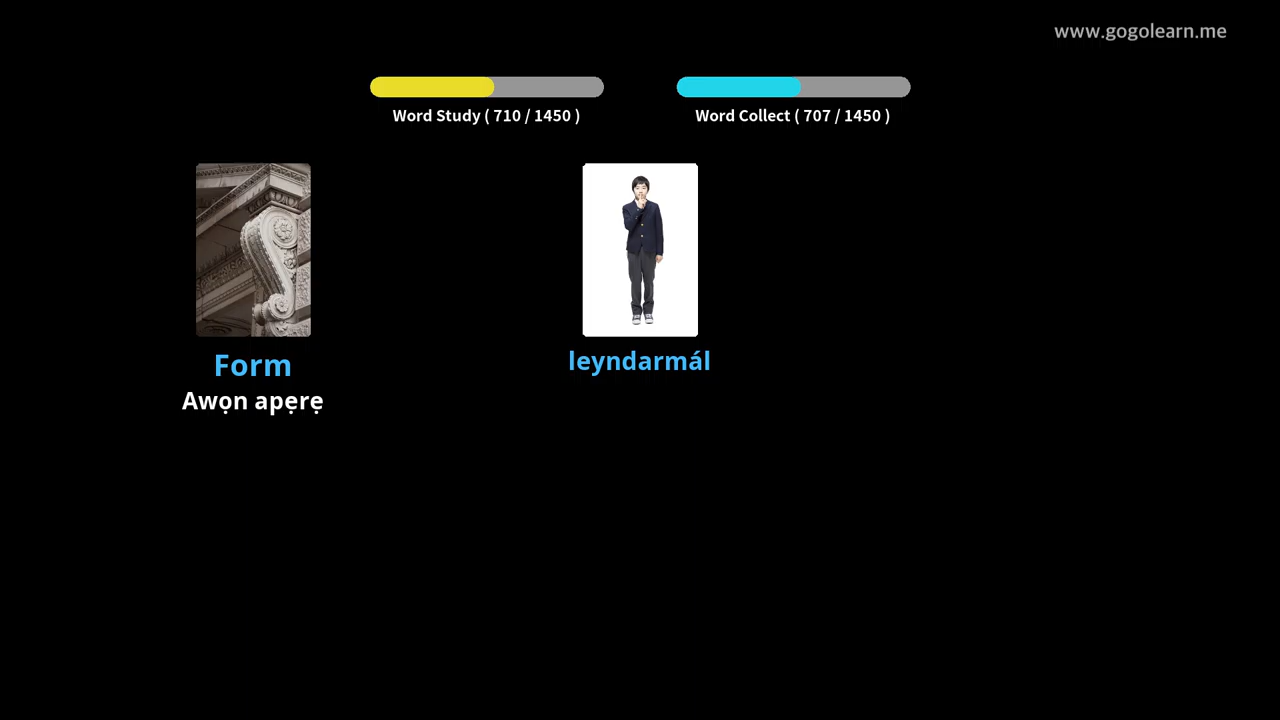 www.gogolearn.me
Word Study ( 710 / 1450 )
Word Collect ( 707 / 1450 )
Form
Awọn apẹrẹ
leyndarmál